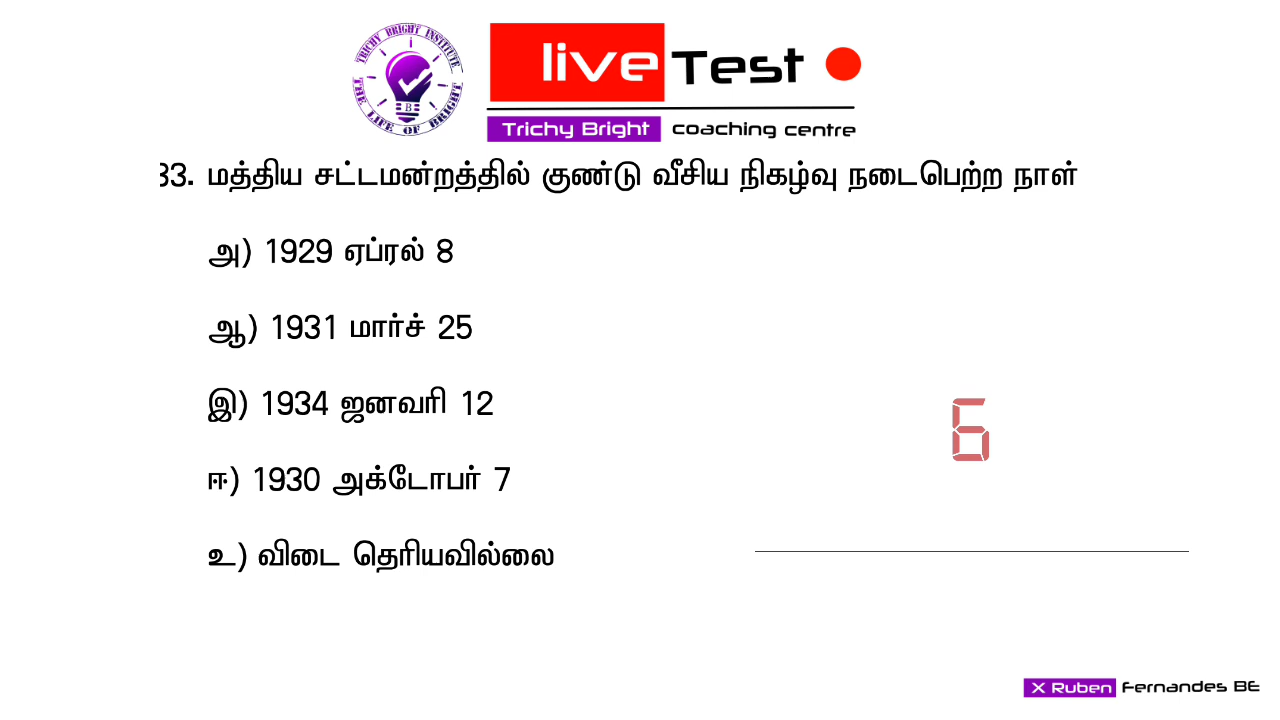 TRICHY BRIGHT INSTITUTE
B
THE LIFE OF BRIGHT
live Test
Trichy Bright coaching centre
33. மத்திய சட்டமன்றத்தில் குண்டு வீசிய நிகழ்வு நடைபெற்ற நாள்
அ) 1929 ஏப்ரல் 8
ஆ) 1931 மார்ச் 25
இ) 1934 ஜனவரி 12
ஈ) 1930 அக்டோபர் 7
உ) விடை தெரியவில்லை
6
X Ruben Fernandes BE